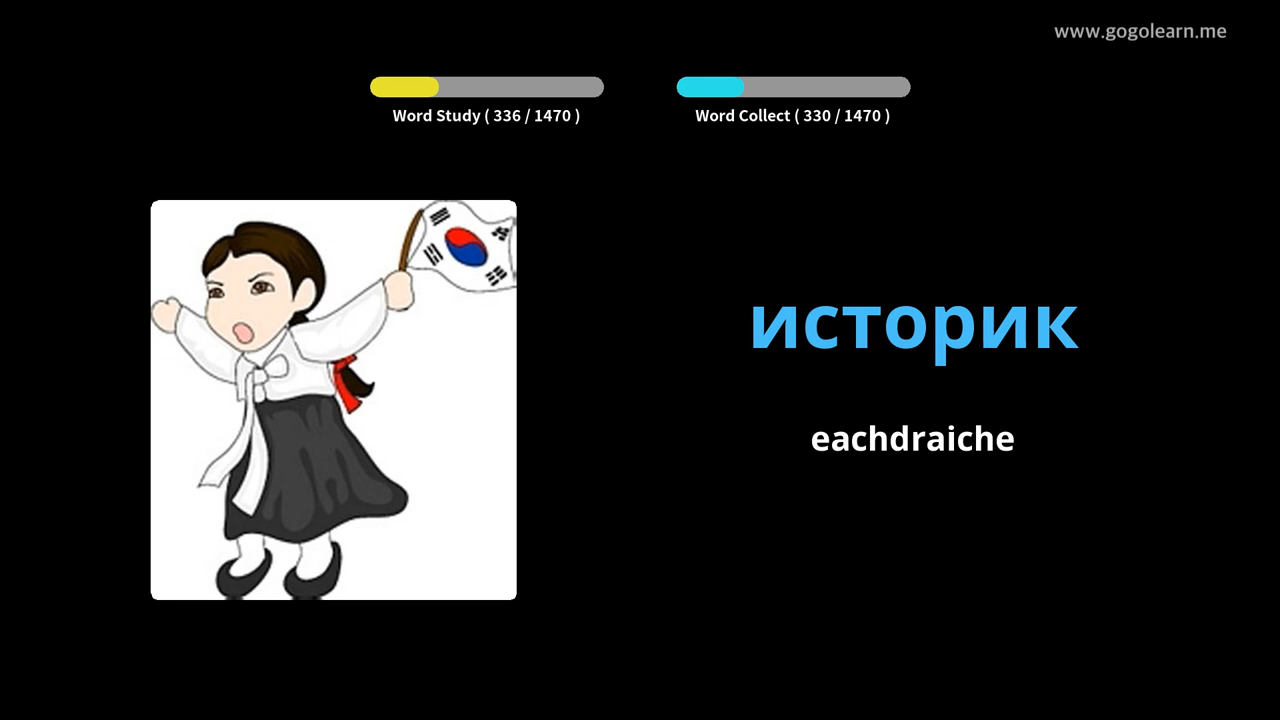 www.gogolearn.me
Word Study ( 336 / 1470 )
Word Collect ( 330 / 1470 )
историк
eachdraiche